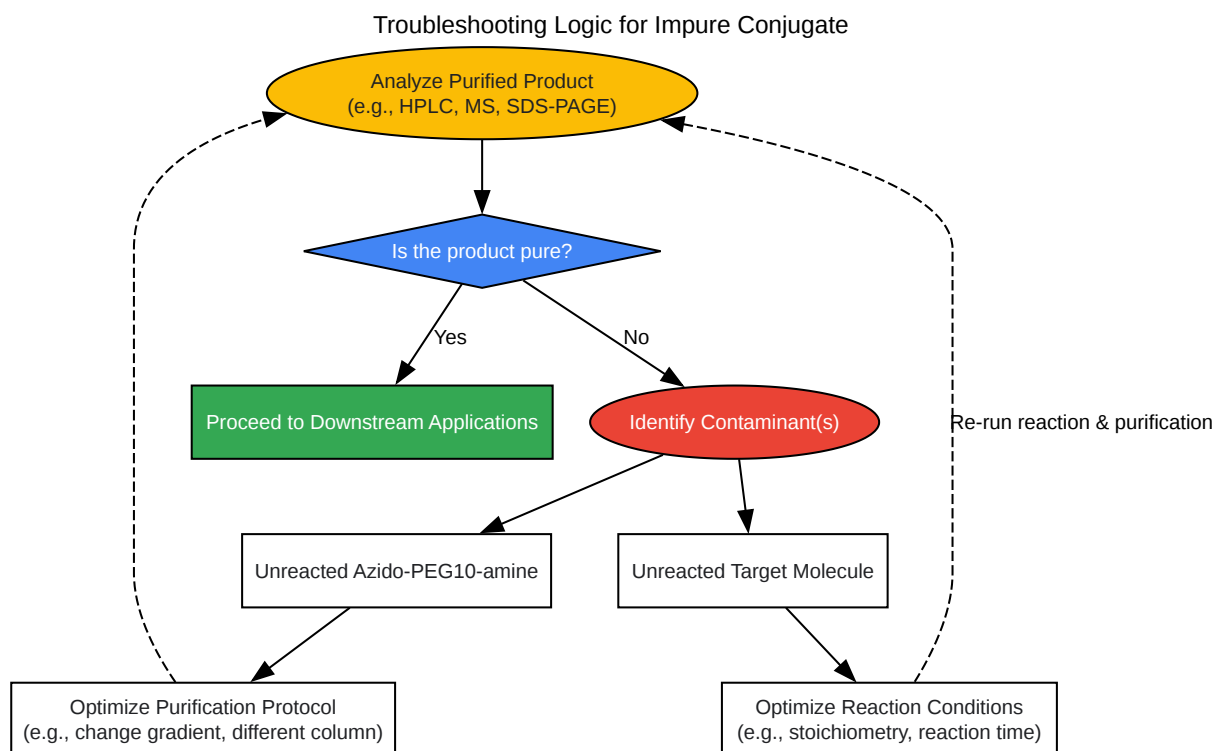 Troubleshooting Logic for Impure Conjugate
Analyze Purified Product
(e.g., HPLC, MS, SDS-PAGE)
Is the product pure?
Yes
No
Proceed to Downstream Applications
Identify Contaminant(s)
Re-run reaction & purification
Unreacted Azido-PEG10-amine
Unreacted Target Molecule
Optimize Purification Protocol
(e.g., change gradient, different column)
Optimize Reaction Conditions
(e.g., stoichiometry, reaction time)